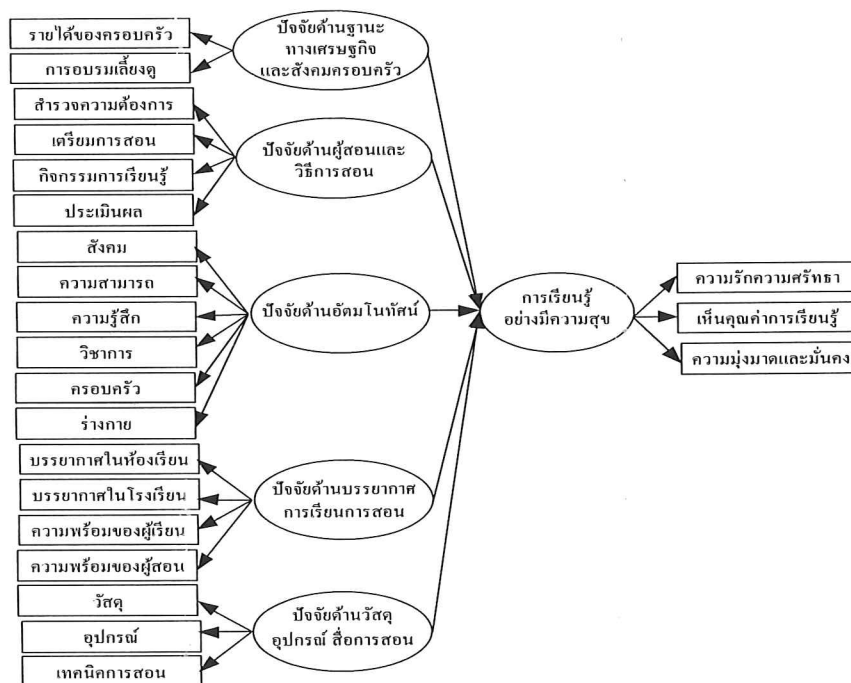 รายได้ของครอบครัว
การอบรมเลี้ยงดู
สำรวจความต้องการ
เตรียมการสอน
กิจกรรมการเรียนรู้
ประเมินผล
สังคม
ความสามารถ
ความรู้สึก
วิชาการ
ครอบครัว
ร่างกาย
บรรยากาศในห้องเรียน
บรรยากาศในโรงเรียน
ความพร้อมของผู้เรียน
ความพร้อมของผู้สอน
วัสดุ
อุปกรณ์
เทคนิคการสอน
ปัจจัยด้านฐานะ
ทางเศรษฐกิจ
และสังคมครอบครัว
ปัจจัยด้านผู้สอนและ
วิธีการสอน
ปัจจัยด้านอัตมโนทัศน์
ปัจจัยด้านบรรยากาศ
การเรียนการสอน
ปัจจัยด้านวัสดุ
อุปกรณ์ สื่อการสอน
การเรียนรู้
อย่างมีความสุข
ความรักความศรัทธา
เห็นคุณค่าการเรียนรู้
ความมุ่งมาดและมั่นคง